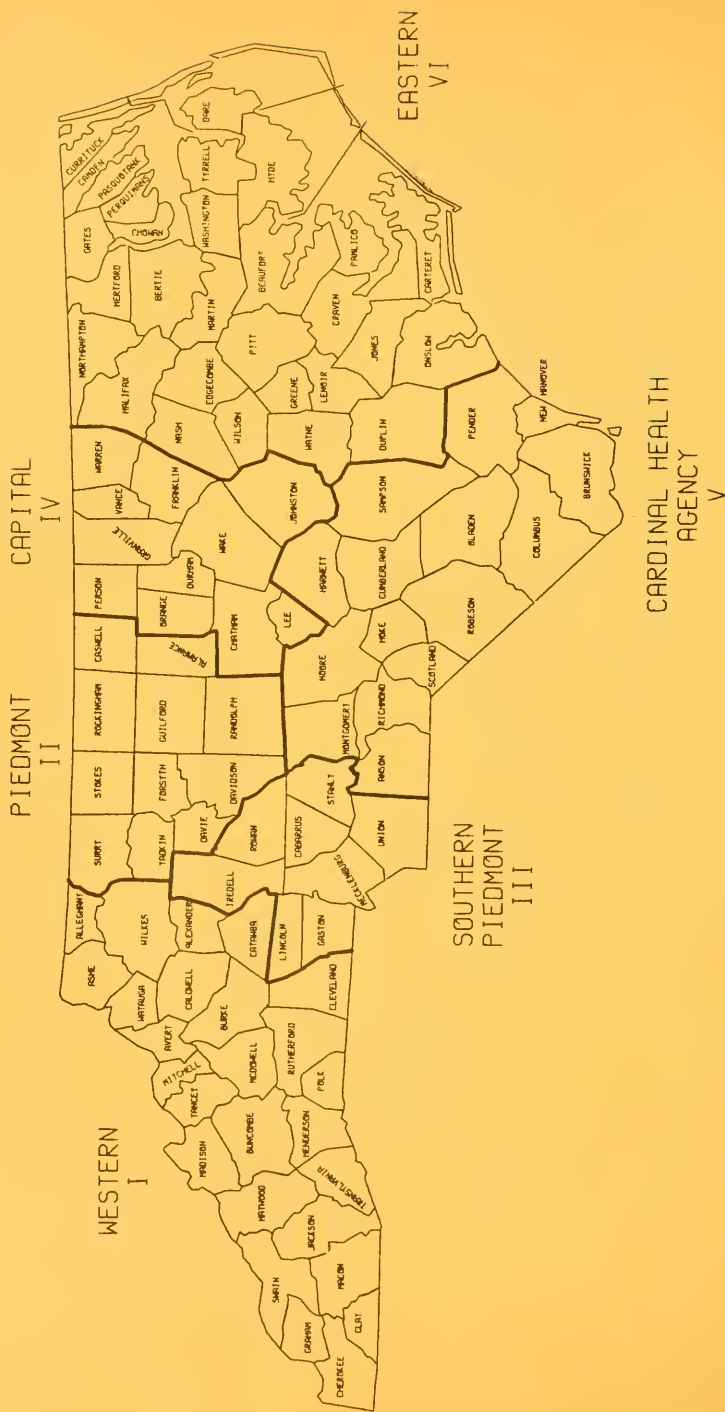 PIEDMONT
II
CAPITAL
IV
WESTERN
I
EASTERN
VI
SOUTHERN
PIEDMONT
III
CARDINAL HEALTH
AGENCY
V
CHEROKEE
GRAHAM
CLAY
SWAIN
MACON
JACKSON
HAYWOOD
TRANSYLVANIA
MADISON
BUNCOMBE
HENDERSON
YANCEY
MITCHELL
AVERY
MCDOWELL
RUTHERFORD
POLK
ASHE
WATAUGA
CALDWELL
BURKE
CLEVELAND
ALLEGHANY
WILKES
ALEXANDER
CATAWBA
LINCOLN
GASTON
SURRY
YADKIN
DAVIE
IREDELL
ROWAN
CABARRUS
MECKLENBURG
UNION
STANLY
STOKES
FORSYTH
DAVIDSON
ROCKINGHAM
GUILFORD
RANDOLPH
MONTGOMERY
ANSON
RICHMOND
CASWELL
ALAMANCE
CHATHAM
MOORE
LEE
HOKE
SCOTLAND
PERSON
ORANGE
DURHAM
GRANVILLE
VANCE
WARREN
FRANKLIN
WAKE
JOHNSTON
HARNETT
CUMBERLAND
SAMPSON
ROBESON
BLADEN
COLUMBUS
BRUNSWICK
PENDER
NEW HANOVER
NORTHAMPTON
HALIFAX
NASH
EDGECOMBE
WILSON
WAYNE
DUPLIN
GREENE
LENOIR
PITT
JONES
ONSLOW
CRAVEN
CARTERET
PAMLICO
BEAUFORT
MARTIN
BERTIE
HERTFORD
GATES
CHOWAN
PERQUIMANS
PASQUOTANK
CAMDEN
CURRITUCK
WASHINGTON
TYRRELL
DARE
HYDE